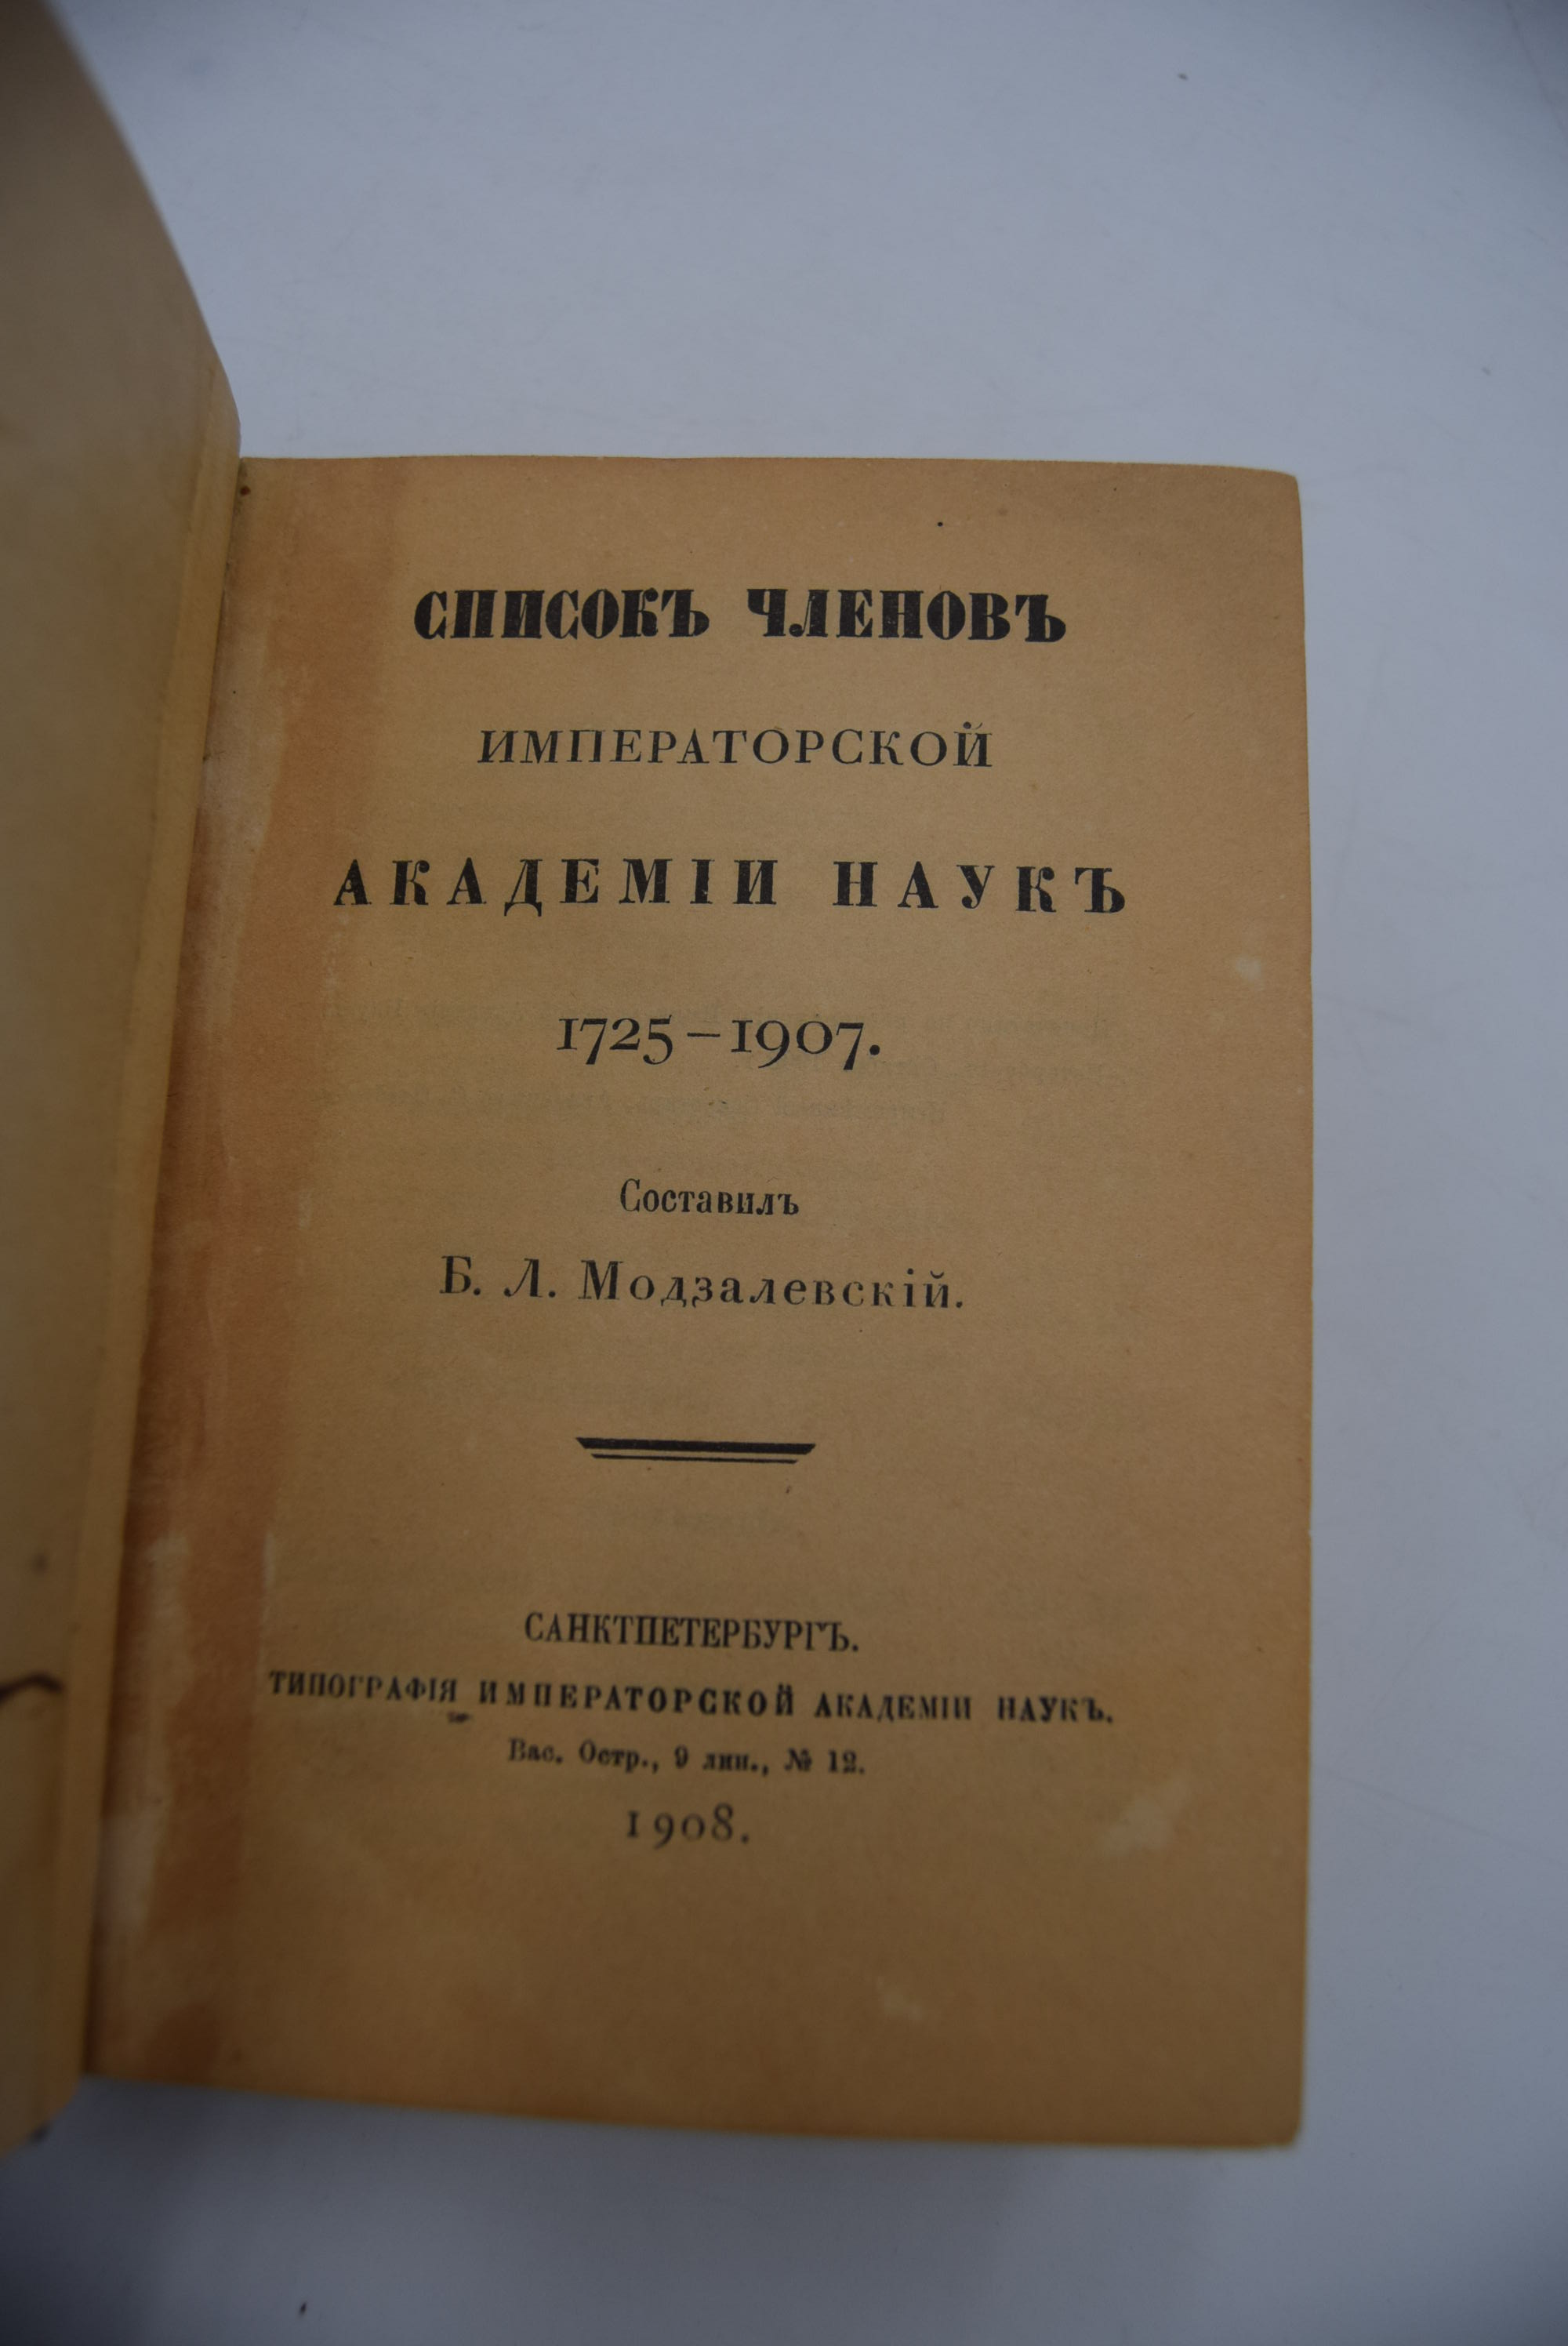 СПИСОКЪ ЧЛЕНОВЪ
ИМПЕРАТОРСКОЙ
АКАДЕМІИ НАУКЪ
1725–1907.
Составилъ
Б. Л. Модзалевскій.
САНКТПЕТЕРБУРГЪ.
ТИПОГРАФІЯ ИМПЕРАТОРСКОЙ АКАДЕМІИ НАУКЪ.
Вас. Остр., 9 лин., № 12.
1908.